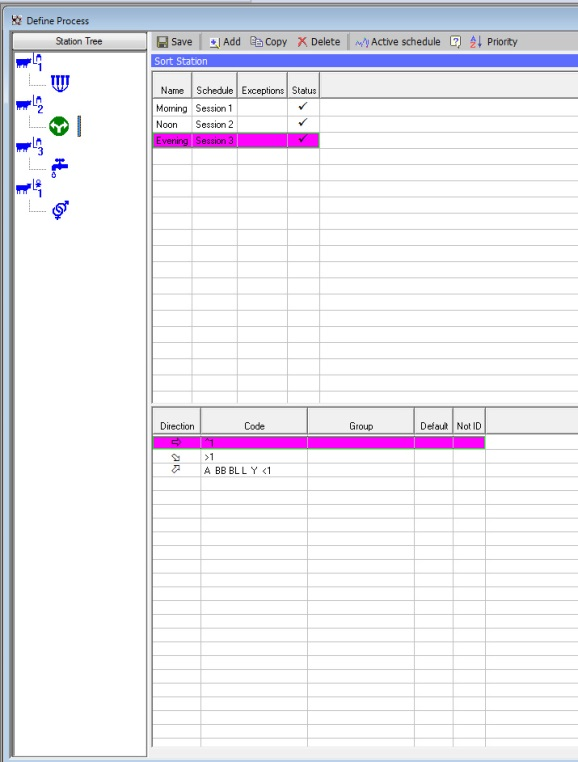 Define Process
Station Tree
Save Add Copy Delete Active schedule Priority
Sort Station
Name Schedule Exceptions Status
Morning Session 1
Noon Session 2
Evening Session 3
1
2
3
1
Direction Code Group Default Not ID
^1
>1
A BB BL L Y <1